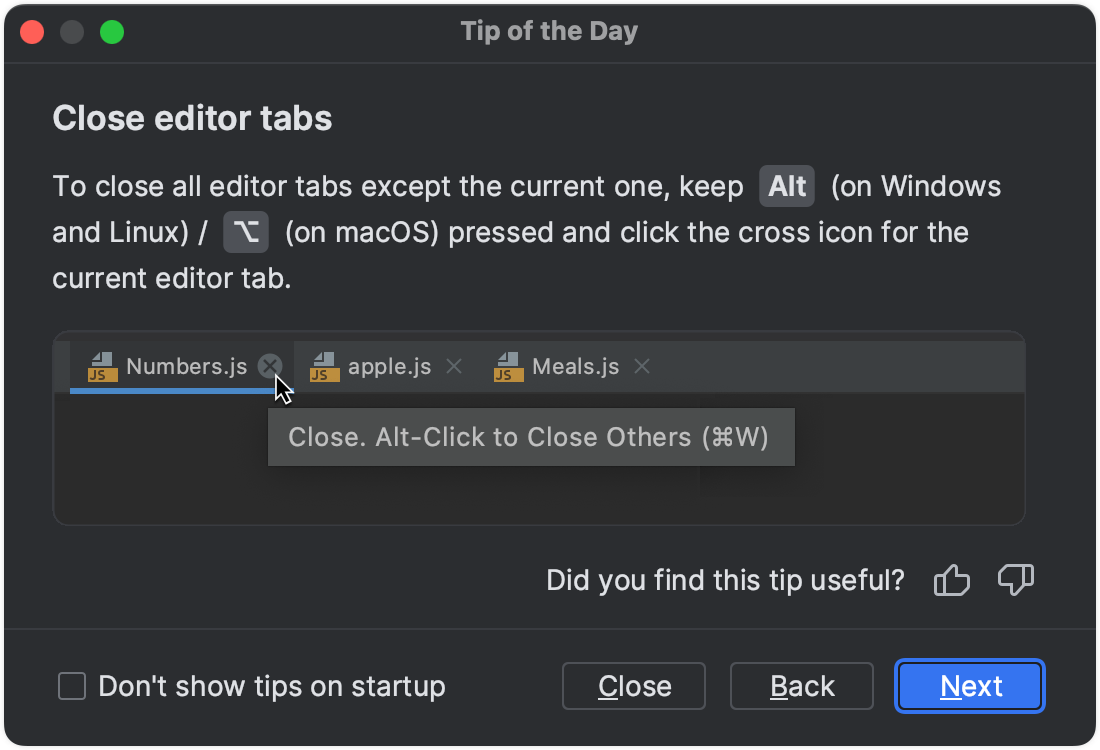 Tip of the Day
Close editor tabs
To close all editor tabs except the current one, keep Alt (on Windows
and Linux) / ⌥ (on macOS) pressed and click the cross icon for the
current editor tab.
JS Numbers.js JS apple.js JS Meals.js
Close. Alt-Click to Close Others (⌘W)
Did you find this tip useful?
Don't show tips on startup Close Back Next